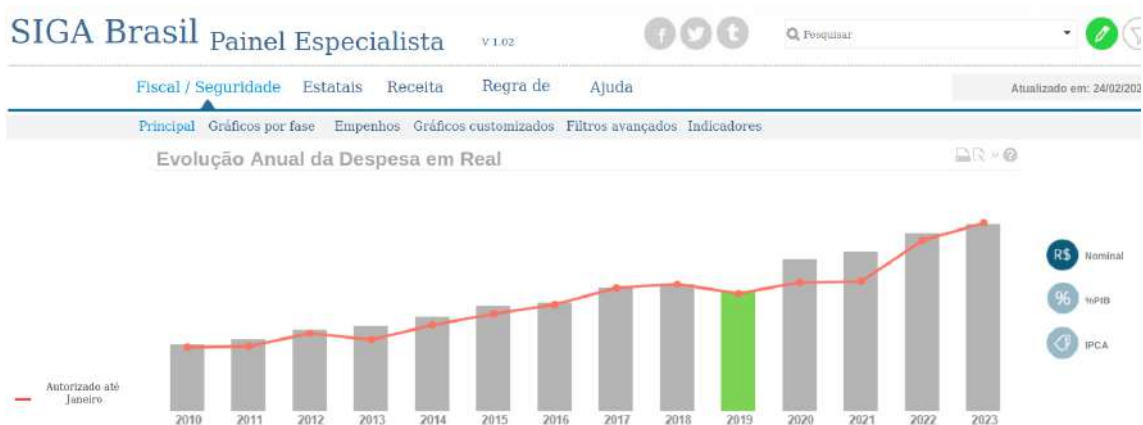 SIGA Brasil Painel Especialista V 1.02
Pesquisar
Fiscal / Seguridade Estatais Receita Regra de Ajuda
Atualizado em: 24/02/202
Principal Gráficos por fase Empenhos Gráficos customizados Filtros avançados Indicadores
Evolução Anual da Despesa em Real
R$ Nominal
% %PIB
IPCA
Autorizado até
Janeiro
2010 2011 2012 2013 2014 2015 2016 2017 2018 2019 2020 2021 2022 2023